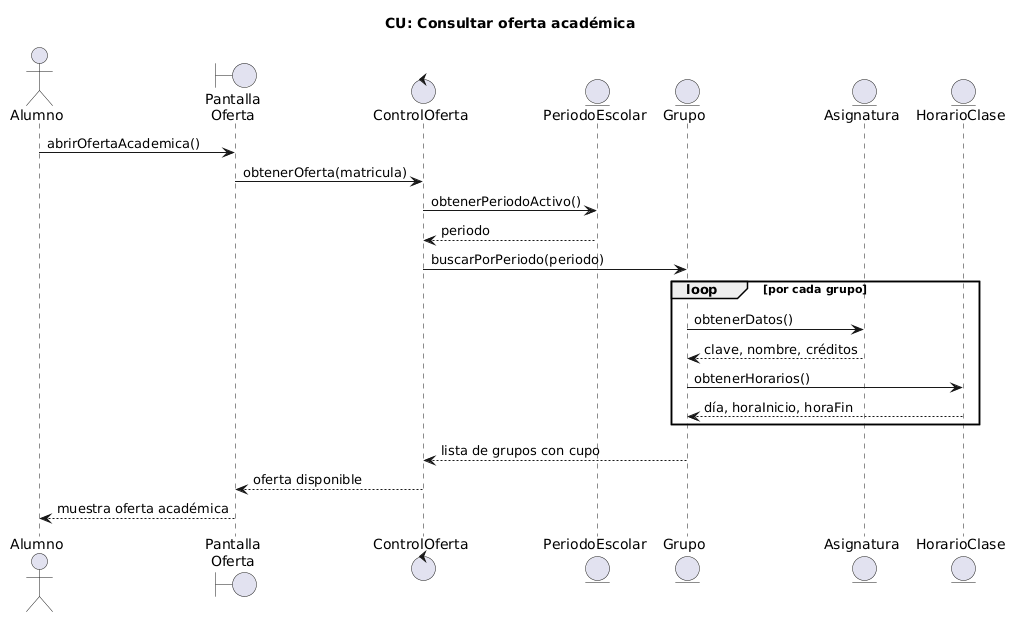 CU: Consultar oferta académica
Alumno
Pantalla
Oferta
ControlOferta
PeriodoEscolar
Grupo
Asignatura
HorarioClase
abrirOfertaAcademica()
obtenerOferta(matricula)
obtenerPeriodoActivo()
periodo
buscarPorPeriodo(periodo)
loop
[por cada grupo]
obtenerDatos()
clave, nombre, créditos
obtenerHorarios()
día, horaInicio, horaFin
lista de grupos con cupo
oferta disponible
muestra oferta académica
Alumno
Pantalla
Oferta
ControlOferta
PeriodoEscolar
Grupo
Asignatura
HorarioClase